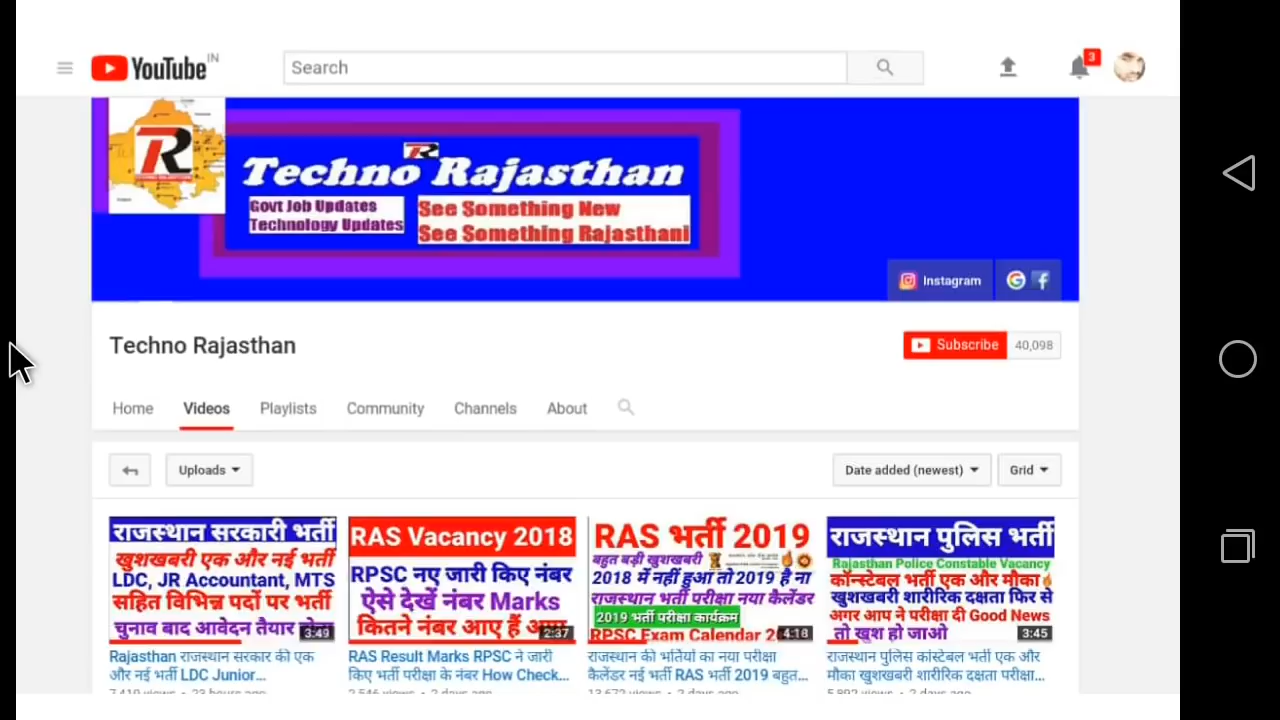 YouTube IN
Search
3
Techno Rajasthan
Govt Job Updates
Technology Updates
See Something New
See Something Rajasthani
Instagram
Techno Rajasthan
Subscribe 40,098
Home Videos Playlists Community Channels About
Uploads
Date added (newest) Grid
राजस्थान सरकारी भर्ती
खुशखबरी एक और नई भर्ती
LDC, JR Accountant, MTS
सहित विभिन्न पदों पर भर्ती
चुनाव बाद आवेदन तैयार
3:49
Rajasthan राजस्थान सरकार की एक
और नई भर्ती LDC Junior...
RAS Vacancy 2018
RPSC नए जारी किए नंबर
ऐसे देखें नंबर Marks
कितने नंबर आए हैं
2:37
RAS Result Marks RPSC ने जारी
किए भर्ती परीक्षा के नंबर How Check...
RAS भर्ती 2019
बहुत बड़ी खुशखबरी
2018 में नहीं हुआ तो 2019 है ना
राजस्थान भर्ती परीक्षा नया कैलेंडर
2019 भर्ती परीक्षा कार्यक्रम
RPSC Exam Calendar
4:18
राजस्थान की भर्तियों का नया परीक्षा
कैलेंडर नई भर्ती RAS भर्ती 2019 बहुत...
राजस्थान पुलिस भर्ती
Rajasthan Police Constable Vacancy
कॉन्स्टेबल भर्ती एक और मौका
खुशखबरी शारीरिक दक्षता फिर से
अगर आप ने परीक्षा दी Good News
तो खुश हो जाओ
3:45
राजस्थान पुलिस कांस्टेबल भर्ती एक और
मौका खुशखबरी शारीरिक दक्षता परीक्षा...